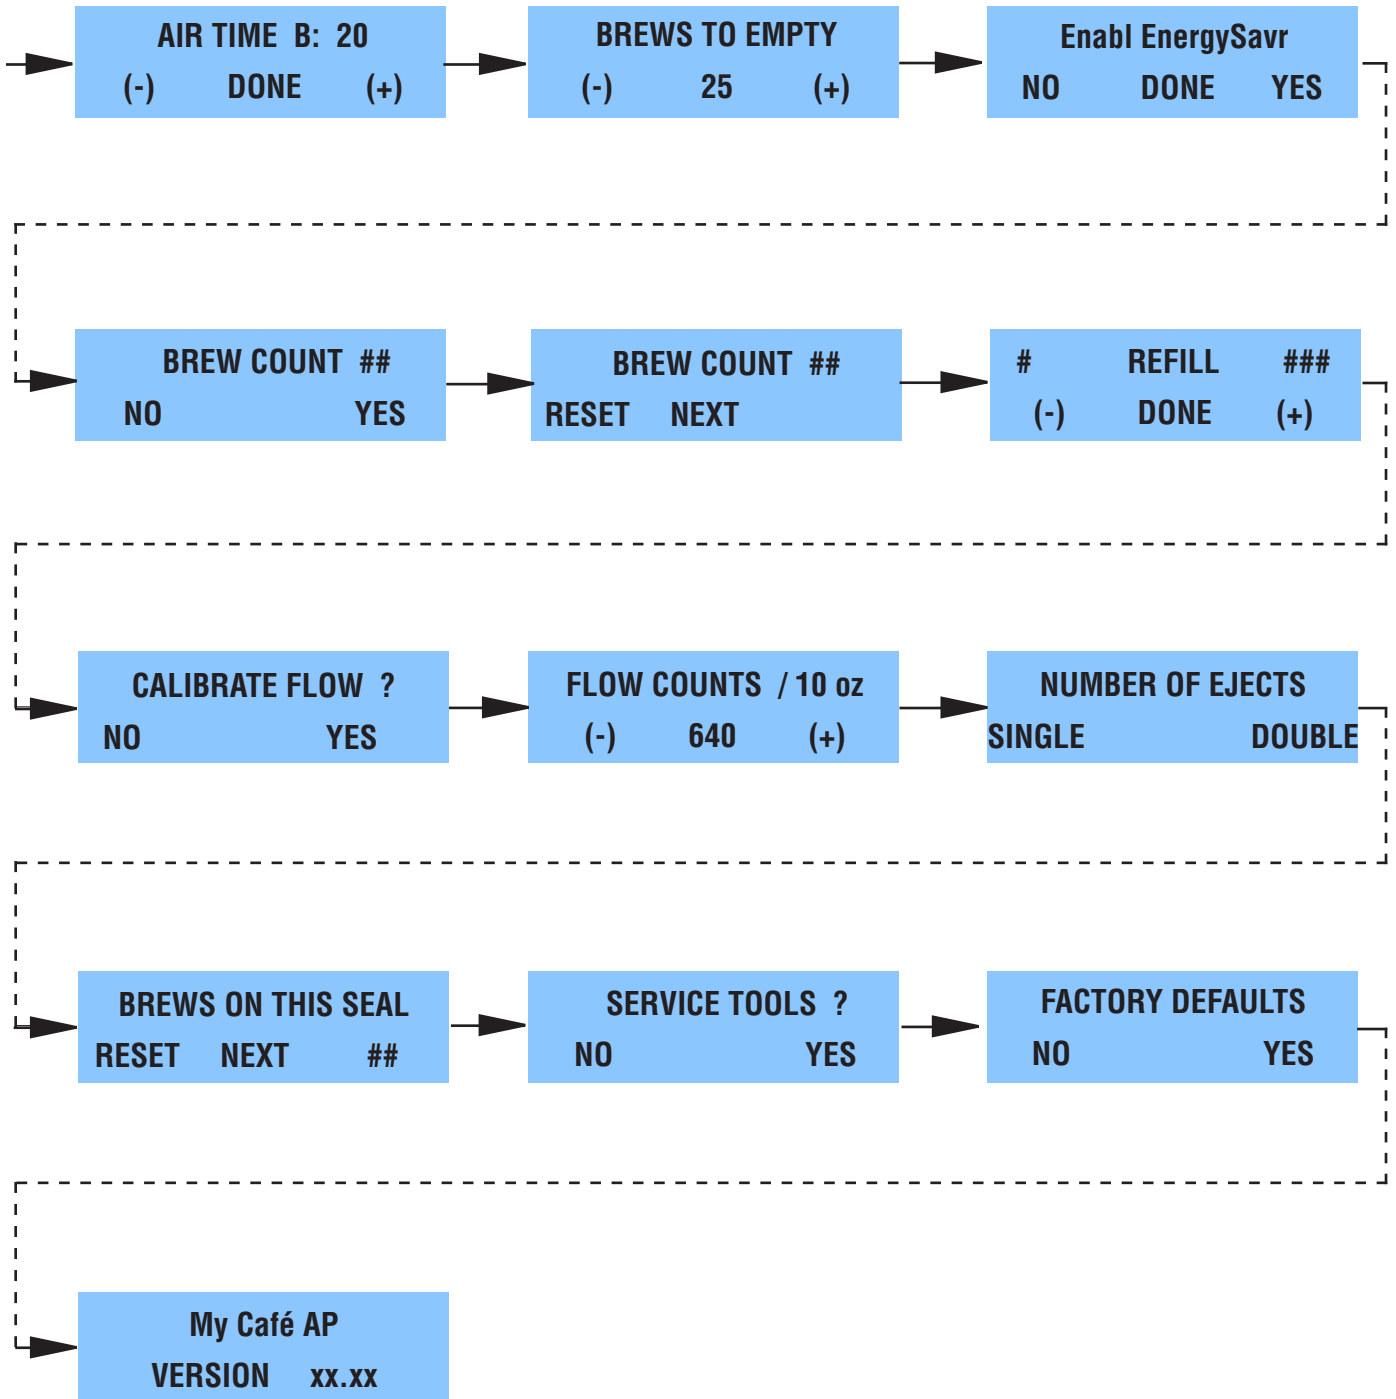 AIR TIME B: 20
(-) DONE (+)
BREWS TO EMPTY
(-) 25 (+)
Enabl EnergySavr
NO DONE YES
BREW COUNT ##
NO YES
BREW COUNT ##
RESET NEXT
# REFILL ###
(-) DONE (+)
CALIBRATE FLOW ?
NO YES
FLOW COUNTS / 10 oz
(-) 640 (+)
NUMBER OF EJECTS
SINGLE DOUBLE
BREWS ON THIS SEAL
RESET NEXT ##
SERVICE TOOLS ?
NO YES
FACTORY DEFAULTS
NO YES
My Café AP
VERSION xx.xx